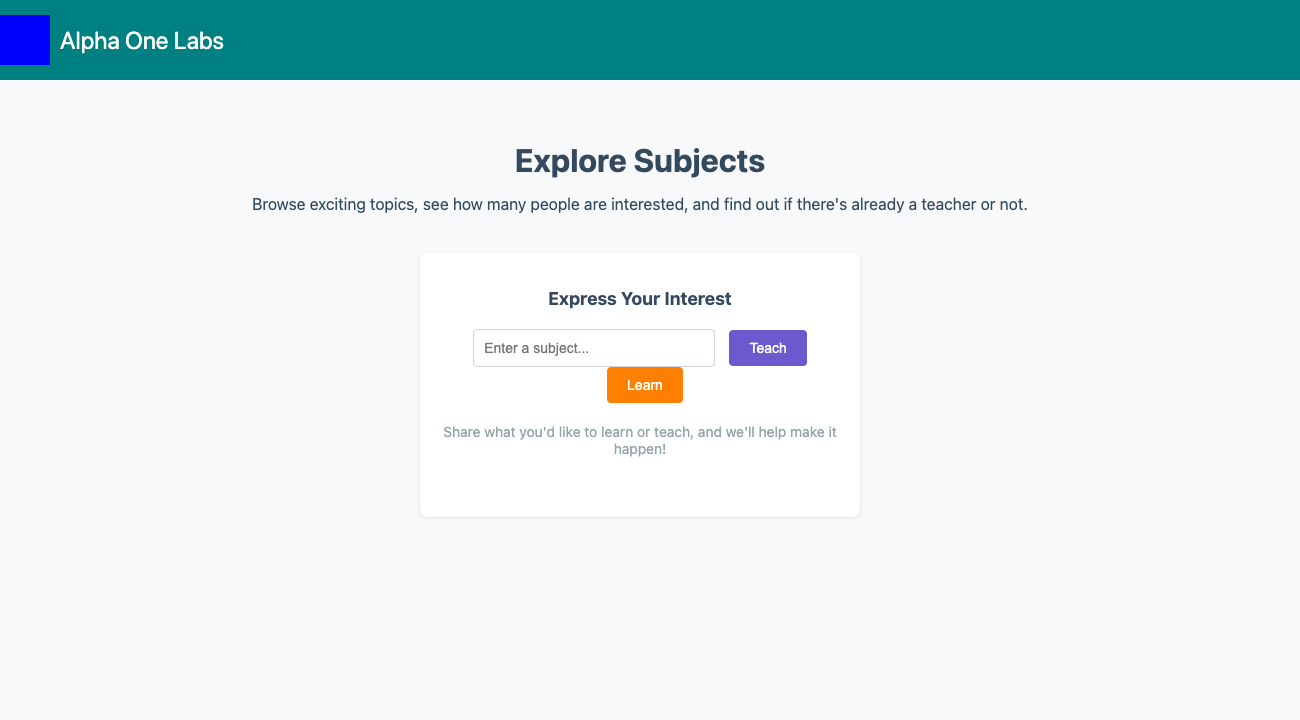 Alpha One Labs
Explore Subjects
Browse exciting topics, see how many people are interested, and find out if there's already a teacher or not.
Express Your Interest
Enter a subject...
Teach
Learn
Share what you'd like to learn or teach, and we'll help make it
happen!